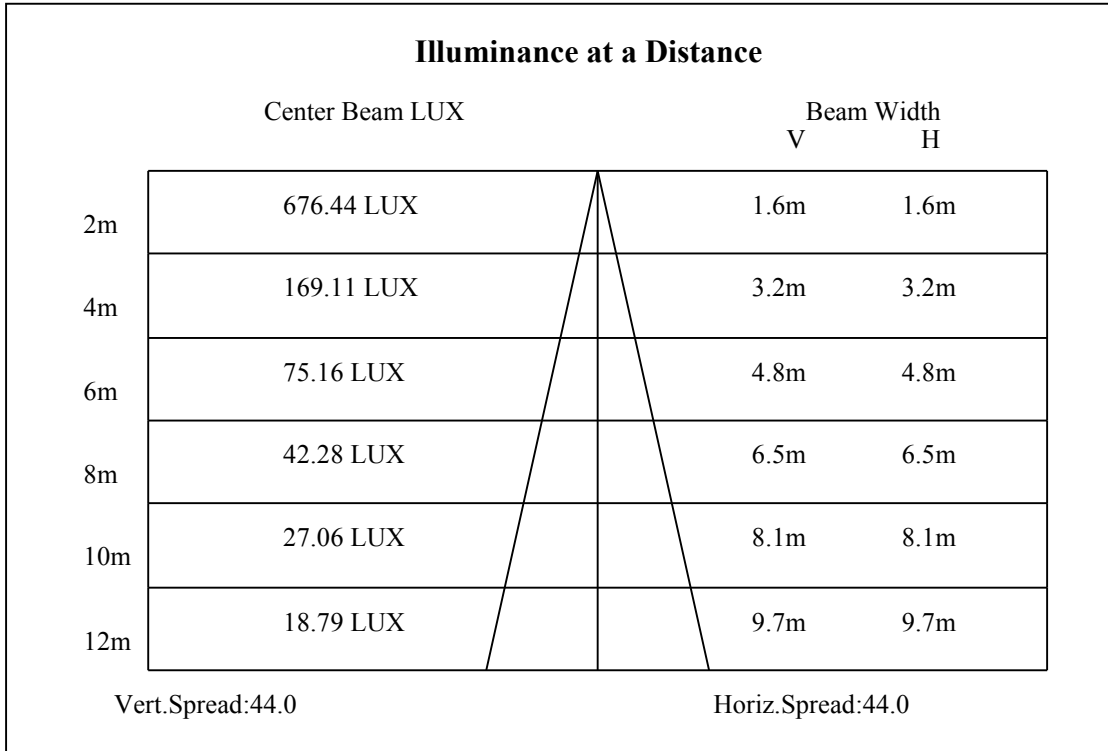 Illuminance at a Distance
Center Beam LUX Beam Width
V H
2m 676.44 LUX 1.6m 1.6m
4m 169.11 LUX 3.2m 3.2m
6m 75.16 LUX 4.8m 4.8m
8m 42.28 LUX 6.5m 6.5m
10m 27.06 LUX 8.1m 8.1m
12m 18.79 LUX 9.7m 9.7m
Vert.Spread:44.0 Horiz.Spread:44.0